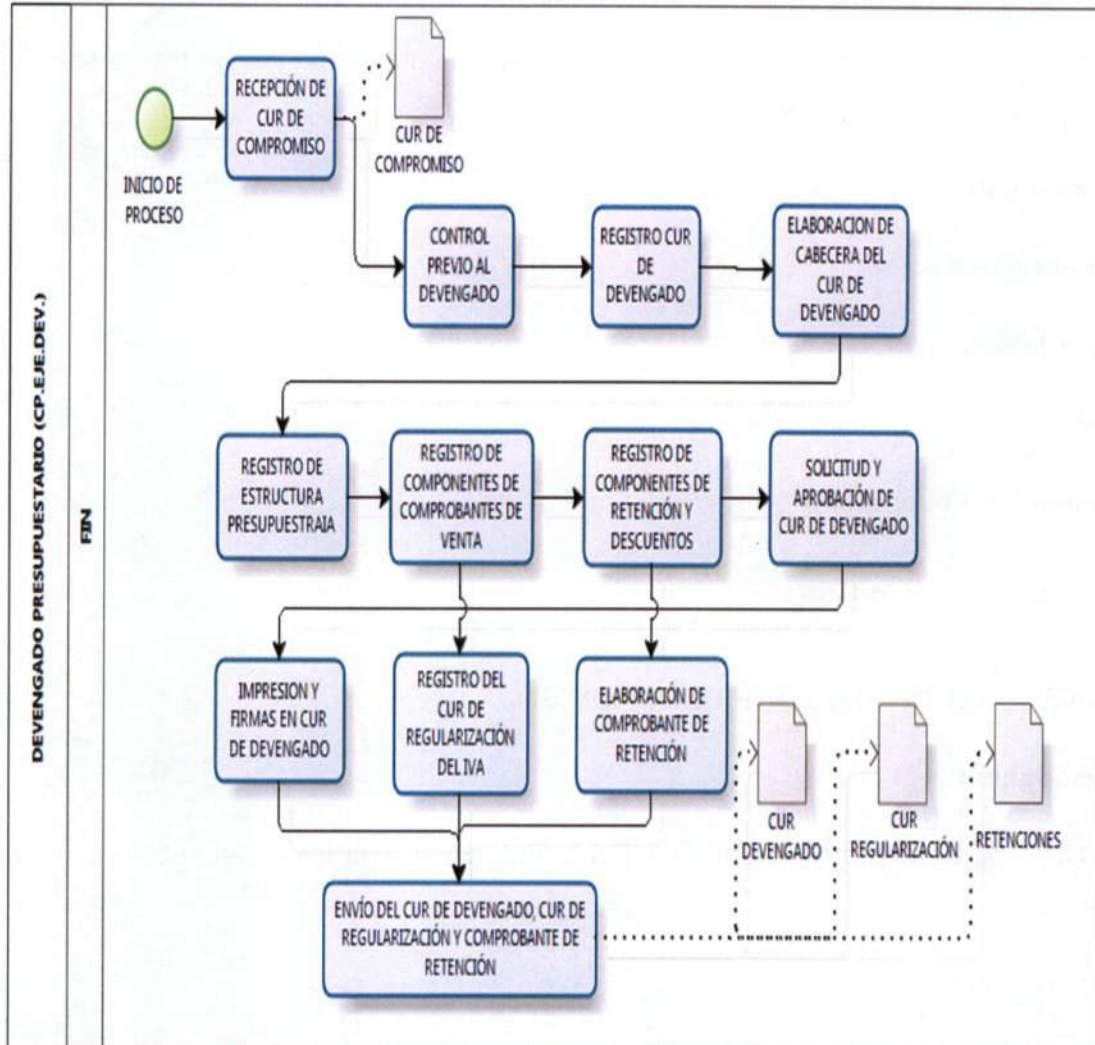 DEVENGADO PRESUPUESTARIO (CP.EJE.DEV.)
FIN
INICIO DE
PROCESO
RECEPCIÓN DE
CUR DE
COMPROMISO
CUR DE
COMPROMISO
CONTROL
PREVIO AL
DEVENGADO
REGISTRO CUR
DE
DEVENGADO
ELABORACION DE
CABECERA DEL
CUR DE
DEVENGADO
REGISTRO DE
ESTRUCTURA
PRESUPUESTRAIA
REGISTRO DE
COMPONENTES DE
COMPROBANTES DE
VENTA
REGISTRO DE
COMPONENTES DE
RETENCIÓN Y
DESCUENTOS
SOLICITUD Y
APROBACIÓN DE
CUR DE DEVENGADO
IMPRESION Y
FIRMAS EN CUR
DE DEVENGADO
REGISTRO DEL
CUR DE
REGULARIZACIÓN
DEL IVA
ELABORACIÓN DE
COMPROBANTE DE
RETENCIÓN
CUR
DEVENGADO
CUR
REGULARIZACIÓN
RETENCIONES
ENVÍO DEL CUR DE DEVENGADO, CUR DE
REGULARIZACIÓN Y COMPROBANTE DE
RETENCIÓN